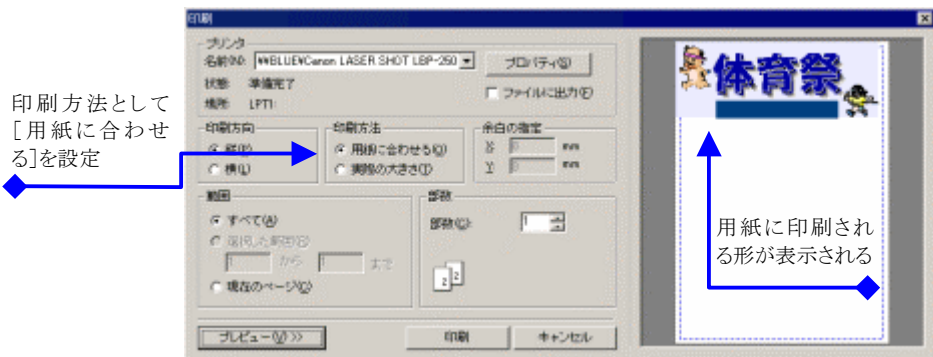 印刷
プリンタ
名前(N): ¥¥BLUE¥Canon LASER SHOT LBP-250 プロパティ(S)
状態: 準備完了
場所: LPT1: ファイルに出力(F)
印刷方法として
[用紙に合わせ
る]を設定
印刷方向 印刷方法 余白の指定
縦(P) 用紙に合わせる(O) X: 0 mm
横(L) 実際の大きさ(T) Y: 0 mm
範囲 部数
すべて(A) 部数(C): 1
選択した範囲(R)
1 から 1 まで
2 2
現在のページ(G)
プレビュー(V) >> 印刷 キャンセル
体育祭
用紙に印刷され
る形が表示される